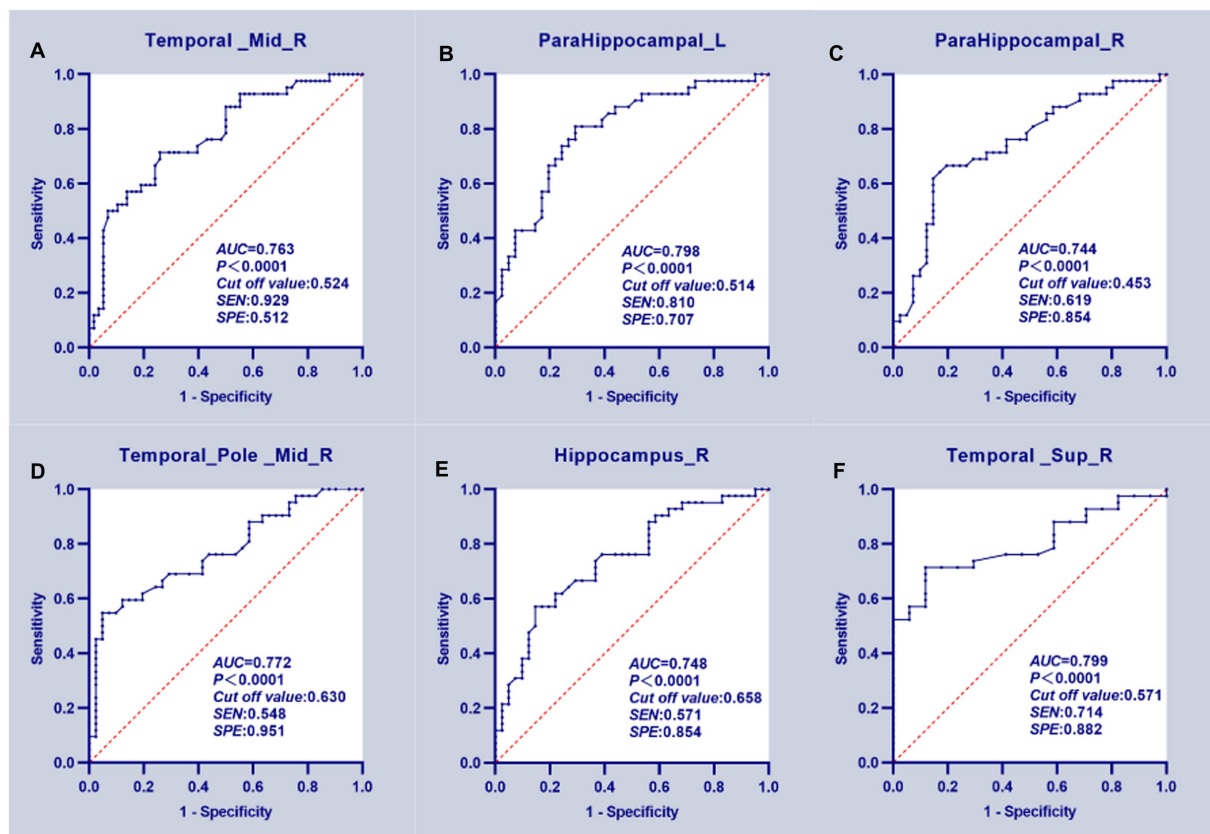 A
Temporal _Mid_R
1.0
0.8
0.6
0.4
0.2
0.0
Sensitivity
AUC=0.763
P<0.0001
Cut off value:0.524
SEN:0.929
SPE:0.512
0.0 0.2 0.4 0.6 0.8 1.0
1 - Specificity
B
ParaHippocampal_L
1.0
0.8
0.6
0.4
0.2
0.0
Sensitivity
AUC=0.798
P<0.0001
Cut off value:0.514
SEN:0.810
SPE:0.707
0.0 0.2 0.4 0.6 0.8 1.0
1 - Specificity
C
ParaHippocampal_R
1.0
0.8
0.6
0.4
0.2
0.0
Sensitivity
AUC=0.744
P<0.0001
Cut off value:0.453
SEN:0.619
SPE:0.854
0.0 0.2 0.4 0.6 0.8 1.0
1 - Specificity
D
Temporal_Pole _Mid_R
1.0
0.8
0.6
0.4
0.2
0.0
Sensitivity
AUC=0.772
P<0.0001
Cut off value:0.630
SEN:0.548
SPE:0.951
0.0 0.2 0.4 0.6 0.8 1.0
1 - Specificity
E
Hippocampus_R
1.0
0.8
0.6
0.4
0.2
0.0
Sensitivity
AUC=0.748
P<0.0001
Cut off value:0.658
SEN:0.571
SPE:0.854
0.0 0.2 0.4 0.6 0.8 1.0
1 - Specificity
F
Temporal _Sup_R
1.0
0.8
0.6
0.4
0.2
0.0
Sensitivity
AUC=0.799
P<0.0001
Cut off value:0.571
SEN:0.714
SPE:0.882
0.0 0.2 0.4 0.6 0.8 1.0
1 - Specificity